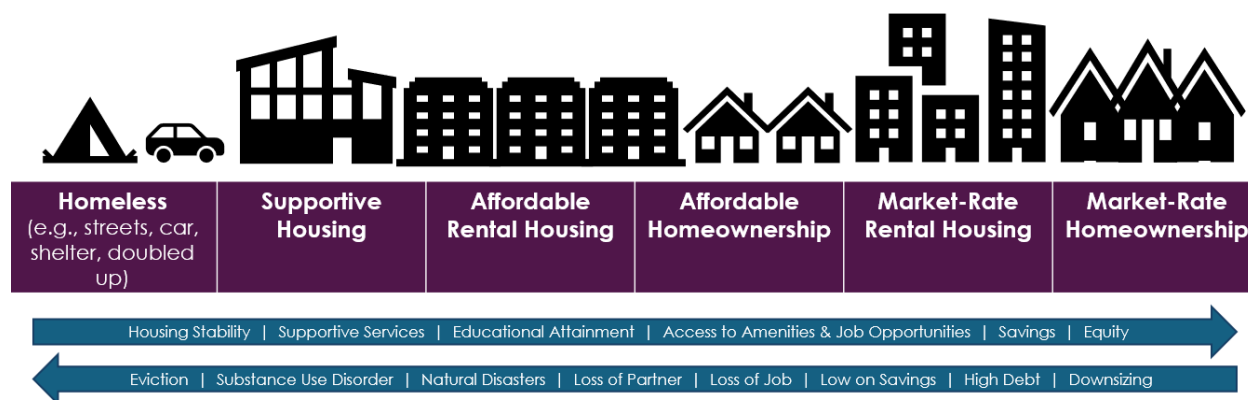 Homeless
(e.g., streets, car,
shelter, doubled
up)
Supportive
Housing
Affordable
Rental Housing
Affordable
Homeownership
Market-Rate
Rental Housing
Market-Rate
Homeownership
Housing Stability | Supportive Services | Educational Attainment | Access to Amenities & Job Opportunities | Savings | Equity
Eviction | Substance Use Disorder | Natural Disasters | Loss of Partner | Loss of Job | Low on Savings | High Debt | Downsizing